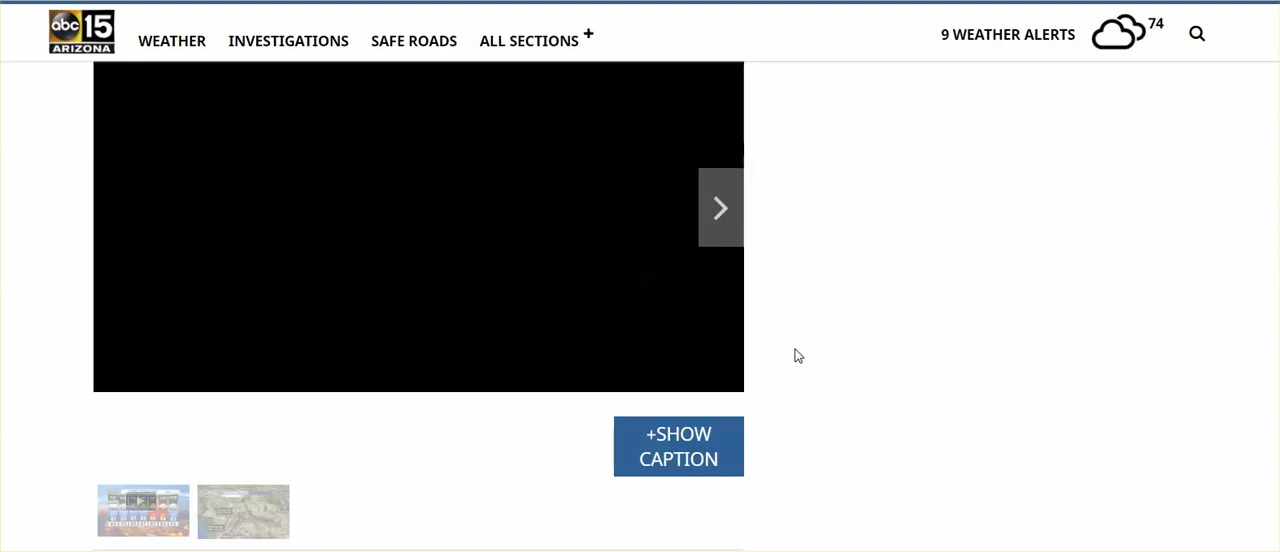 abc 15
ARIZONA
WEATHER INVESTIGATIONS SAFE ROADS ALL SECTIONS + 9 WEATHER ALERTS 74
+SHOW
CAPTION